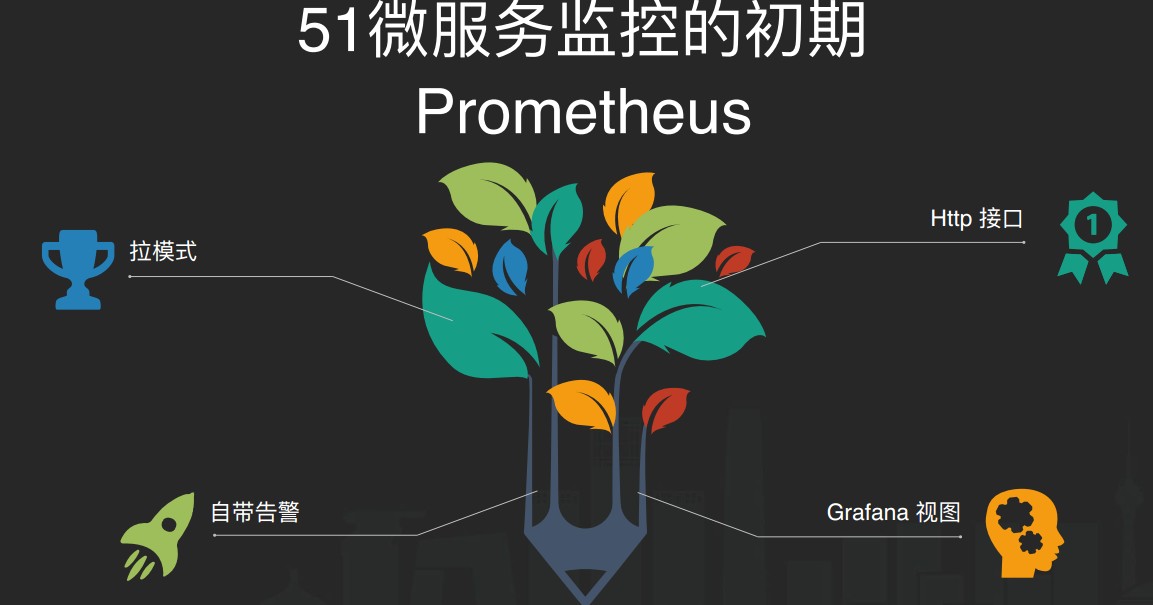 51微服务监控的初期
Prometheus
拉模式
Http 接口
1
自带告警
Grafana 视图